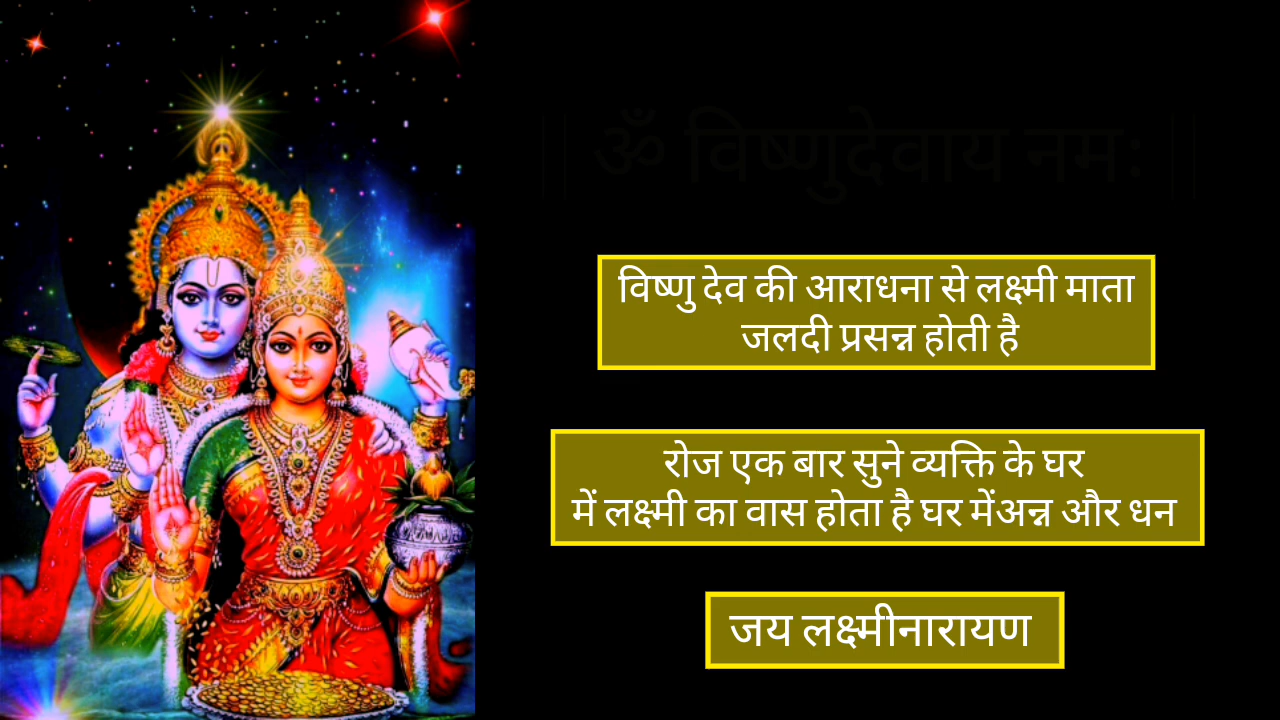 || ॐ विष्णुदेवाय नमः ||
विष्णु देव की आराधना से लक्ष्मी माता
जलदी प्रसन्न होती है
रोज एक बार सुने व्यक्ति के घर
में लक्ष्मी का वास होता है घर मेंअन्न और धन
जय लक्ष्मीनारायण